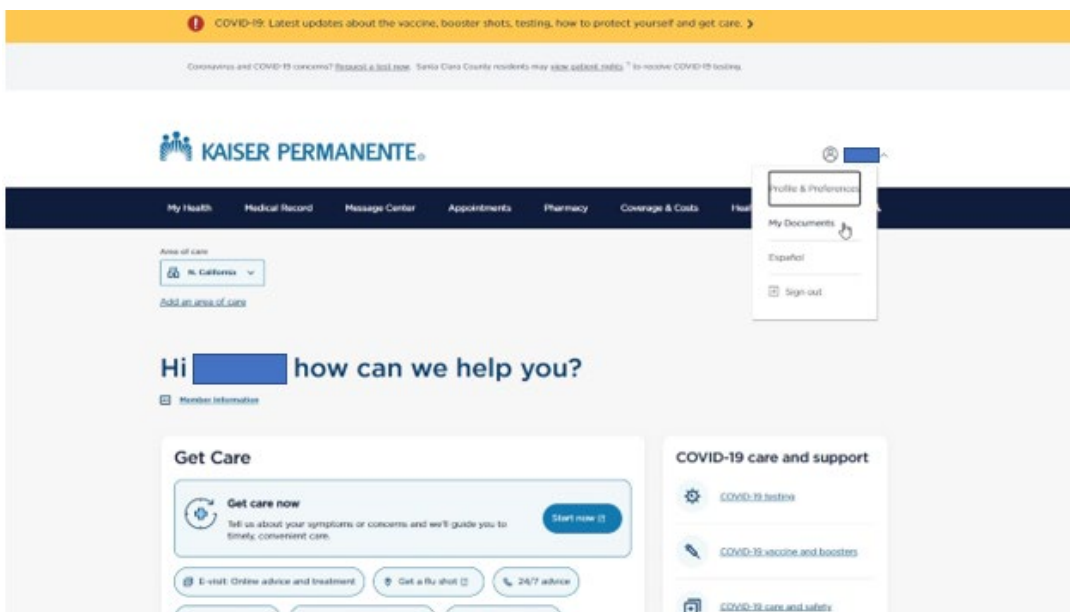 COVID-19: Latest updates about the vaccine, booster shots, testing, how to protect yourself and get care.
Coronavirus and COVID-19 concerns? Request a test now. Santa Clara County residents may view patient rights to receive COVID-19 testing.
KAISER PERMANENTE®
Profile & Preferences
My Health Medical Record Message Center Appointments Pharmacy Coverage & Costs
My Documents
Area of care
Español
N. California
Sign out
Add an area of care
Hi how can we help you?
Member Information
Get Care
COVID-19 care and support
Get care now
Tell us about your symptoms or concerns and we'll guide you to
timely, convenient care.
Start now
COVID-19 testing
COVID-19 vaccine and boosters
E-visit: Online advice and treatment
Get a flu shot
24/7 advice
COVID-19 care and safety